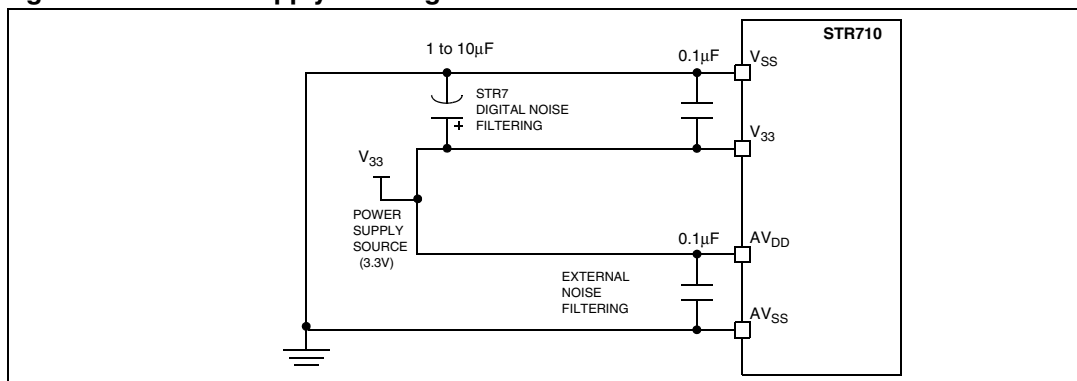 STR710
1 to 10μF
0.1μF
V33
VSS
STR7
DIGITAL NOISE
+ FILTERING
V33
POWER
SUPPLY
SOURCE
(3.3V)
0.1μF
AVDD
EXTERNAL
NOISE
FILTERING
AVSS